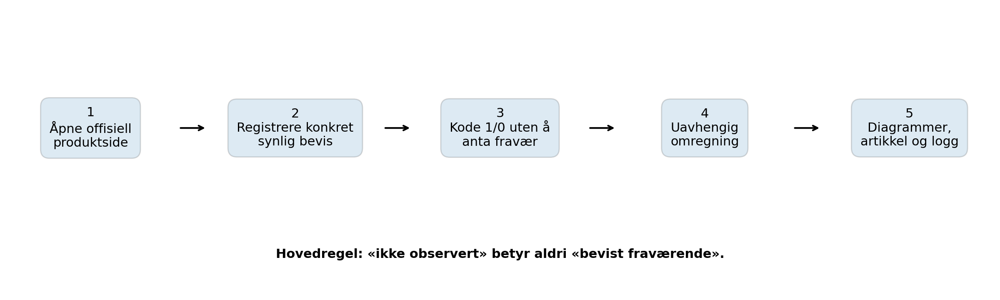 1
Åpne offisiell
produktside
2
Registrere konkret
synlig bevis
3
Kode 1/0 uten å
anta fravær
4
Uavhengig
omregning
5
Diagrammer,
artikkel og logg
Hovedregel: «ikke observert» betyr aldri «bevist fraværende».